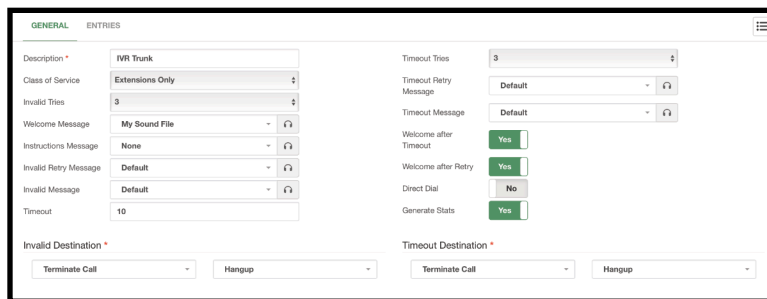 GENERAL ENTRIES
Description * IVR Trunk
Class of Service Extensions Only
Invalid Tries 3
Welcome Message My Sound File
Instructions Message None
Invalid Retry Message Default
Invalid Message Default
Timeout 10
Timeout Tries 3
Timeout Retry
Message
Default
Timeout Message Default
Welcome after
Timeout
Yes
Welcome after Retry Yes
Direct Dial No
Generate Stats Yes
Invalid Destination *
Terminate Call Hangup
Timeout Destination *
Terminate Call Hangup